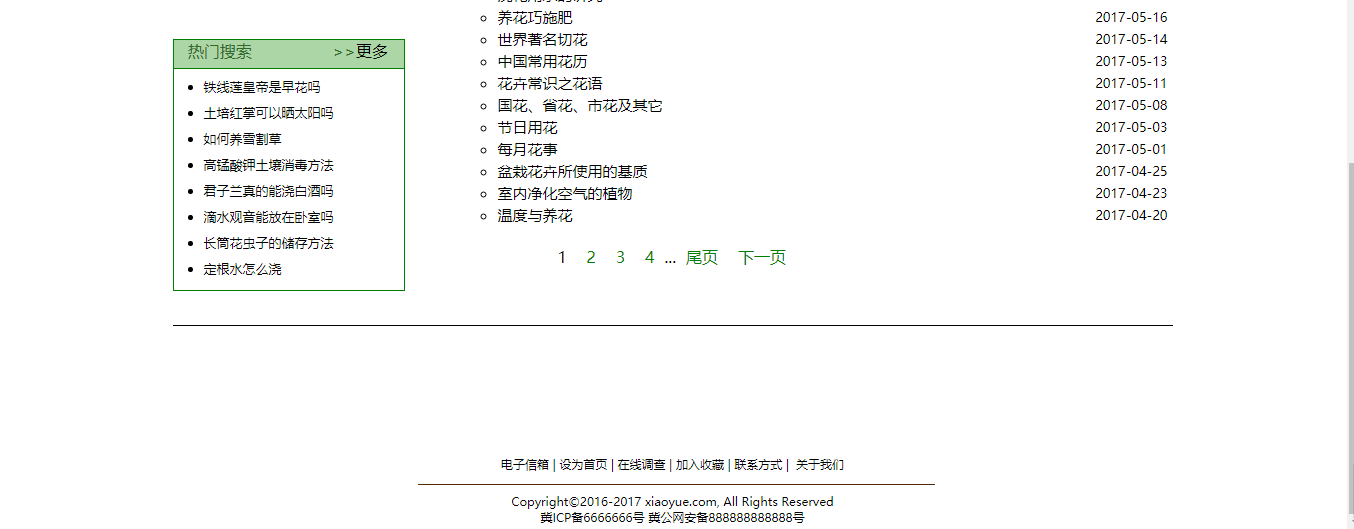 热门搜索 >>更多
铁线莲皇帝是早花吗
土培红掌可以晒太阳吗
如何养雪割草
高锰酸钾土壤消毒方法
君子兰真的能浇白酒吗
滴水观音能放在卧室吗
长筒花虫子的储存方法
定根水怎么浇
养花巧施肥 2017-05-16
世界著名切花 2017-05-14
中国常用花历 2017-05-13
花卉常识之花语 2017-05-11
国花、省花、市花及其它 2017-05-08
节日用花 2017-05-03
每月花事 2017-05-01
盆栽花卉所使用的基质 2017-04-25
室内净化空气的植物 2017-04-23
温度与养花 2017-04-20
1 2 3 4 ... 尾页 下一页
电子信箱 | 设为首页 | 在线调查 | 加入收藏 | 联系方式 | 关于我们
Copyright©2016-2017 xiaoyue.com, All Rights Reserved
冀ICP备6666666号 冀公网安备888888888888号